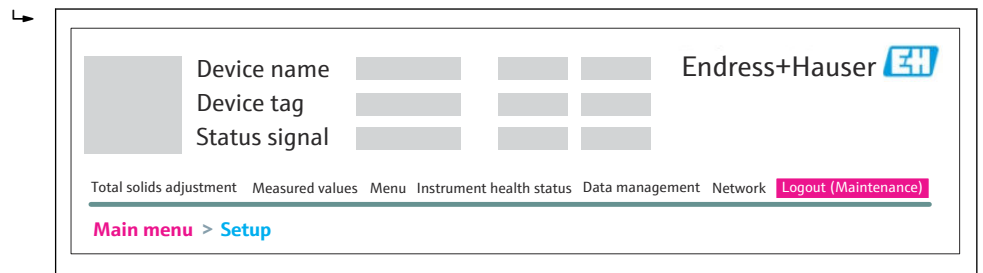 Device name
Endress+Hauser EH
Device tag
Status signal
Total solids adjustment Measured values Menu Instrument health status Data management Network Logout (Maintenance)
Main menu > Setup